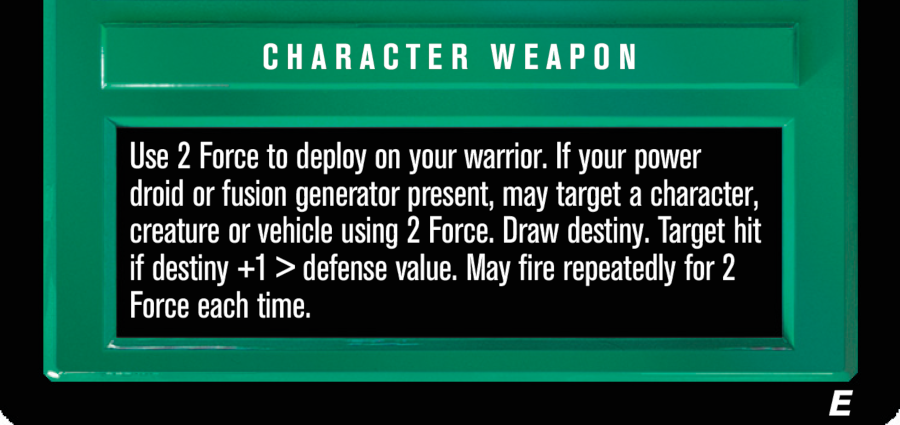 CHARACTER WEAPON
Use 2 Force to deploy on your warrior. If your power
droid or fusion generator present, may target a character,
creature or vehicle using 2 Force. Draw destiny. Target hit
if destiny +1 > defense value. May fire repeatedly for 2
Force each time.
E